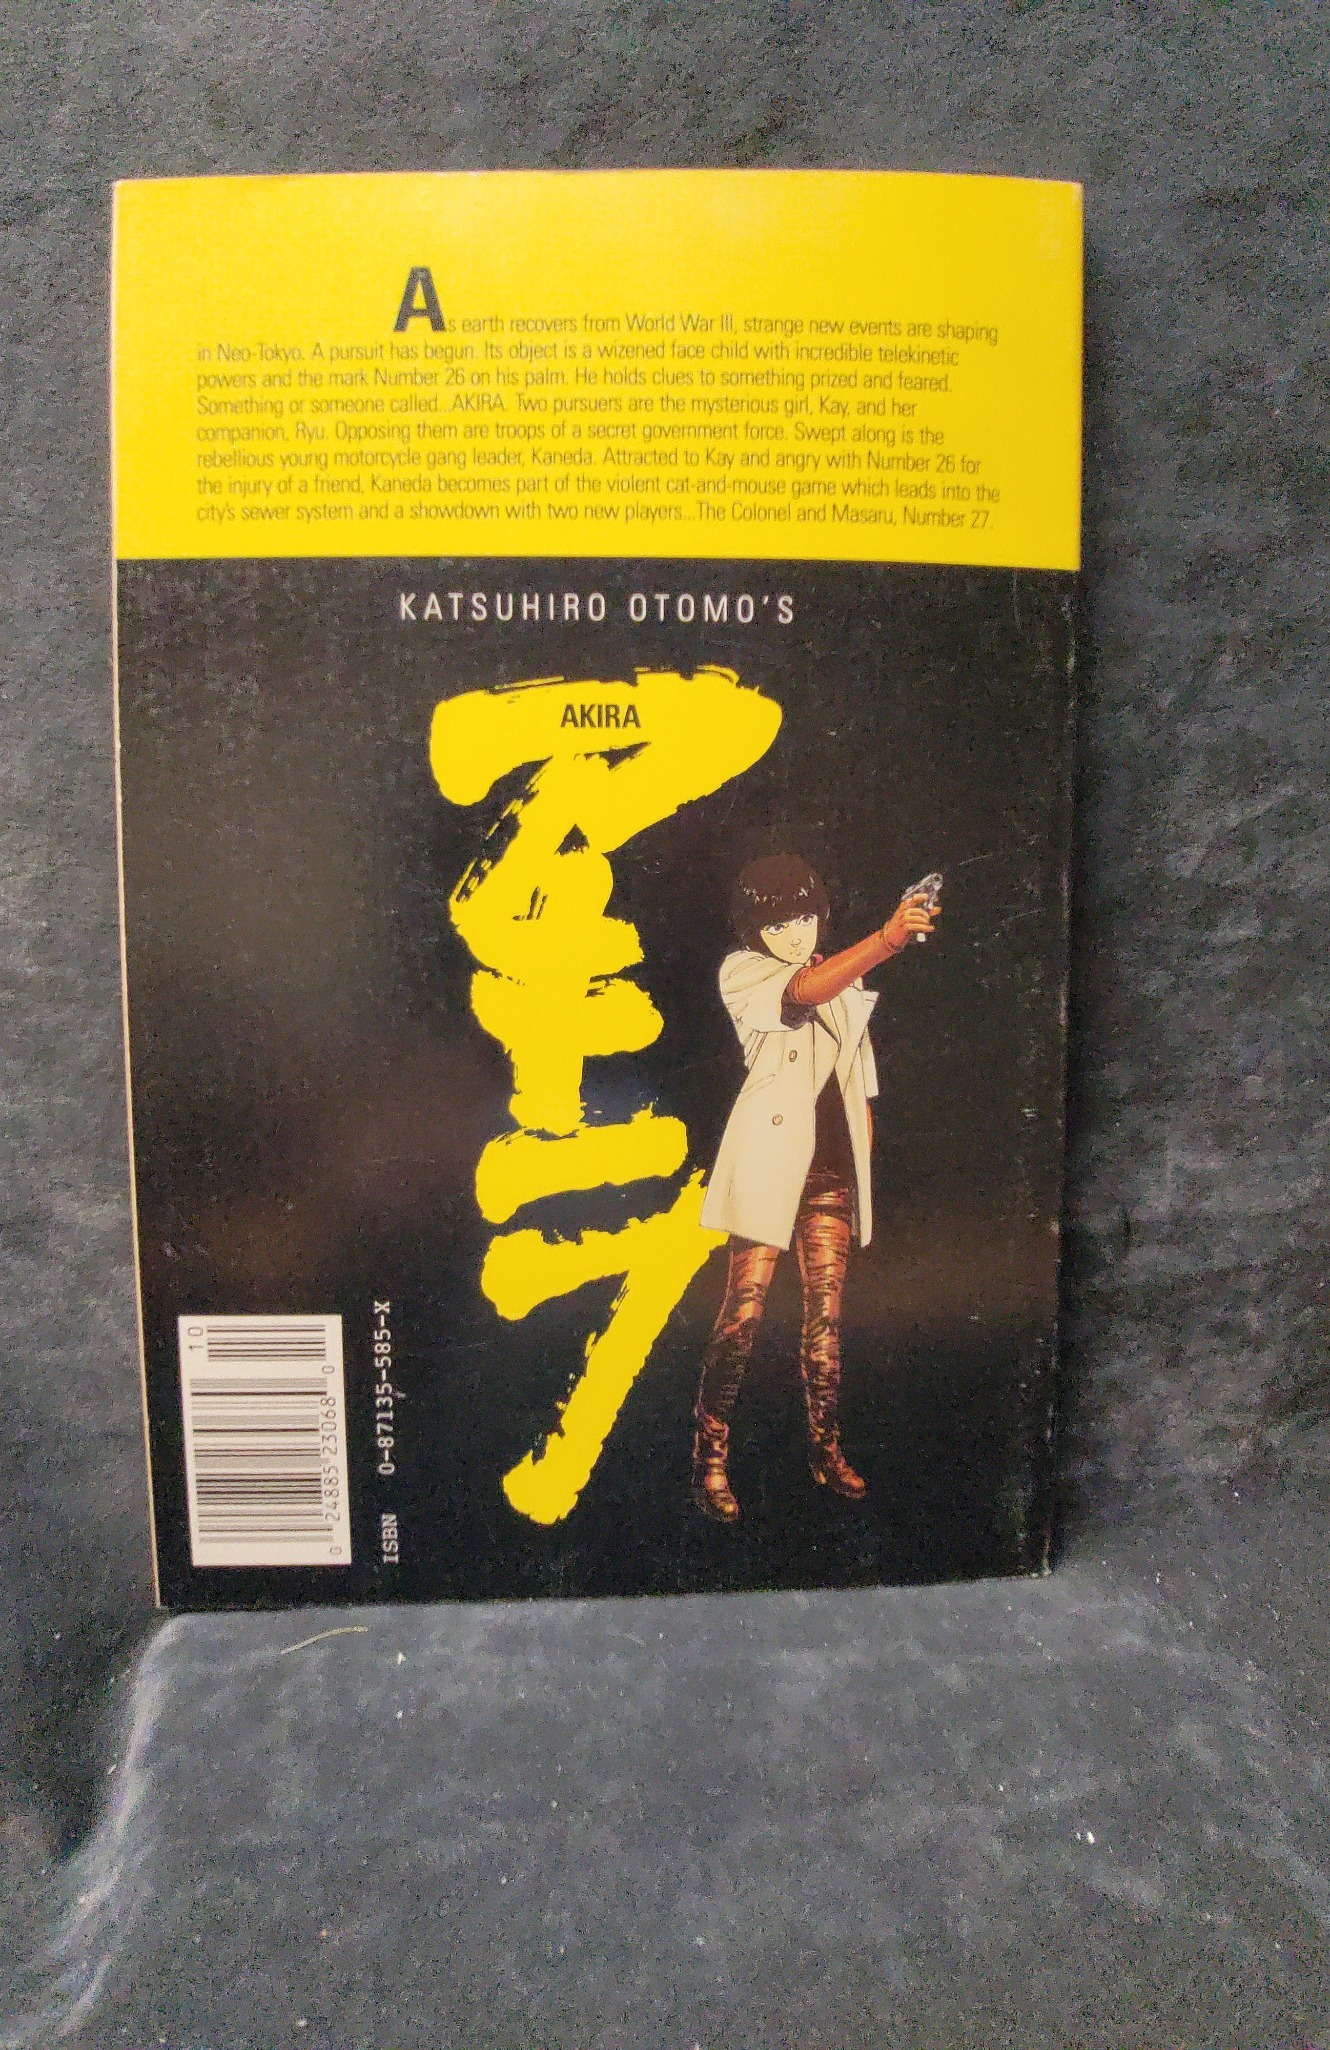 As earth recovers from World War III, strange new events are shaping
in Neo-Tokyo. A pursuit has begun. Its object is a wizened face child with incredible telekinetic
powers and the mark Number 26 on his palm. He holds clues to something prized and feared.
Something or someone called...AKIRA. Two pursuers are the mysterious girl, Kay, and her
companion, Ryu. Opposing them are troops of a secret government force. Swept along is the
rebellious young motorcycle gang leader, Kaneda. Attracted to Kay and angry with Number 26 for
the injury of a friend, Kaneda becomes part of the violent cat-and-mouse game which leads into the
city's sewer system and a showdown with two new players...The Colonel and Masaru, Number 27.
KATSUHIRO OTOMO'S
AKIRA
アキラ
10
0 24885 23068 0
ISBN 0-87135-585-X